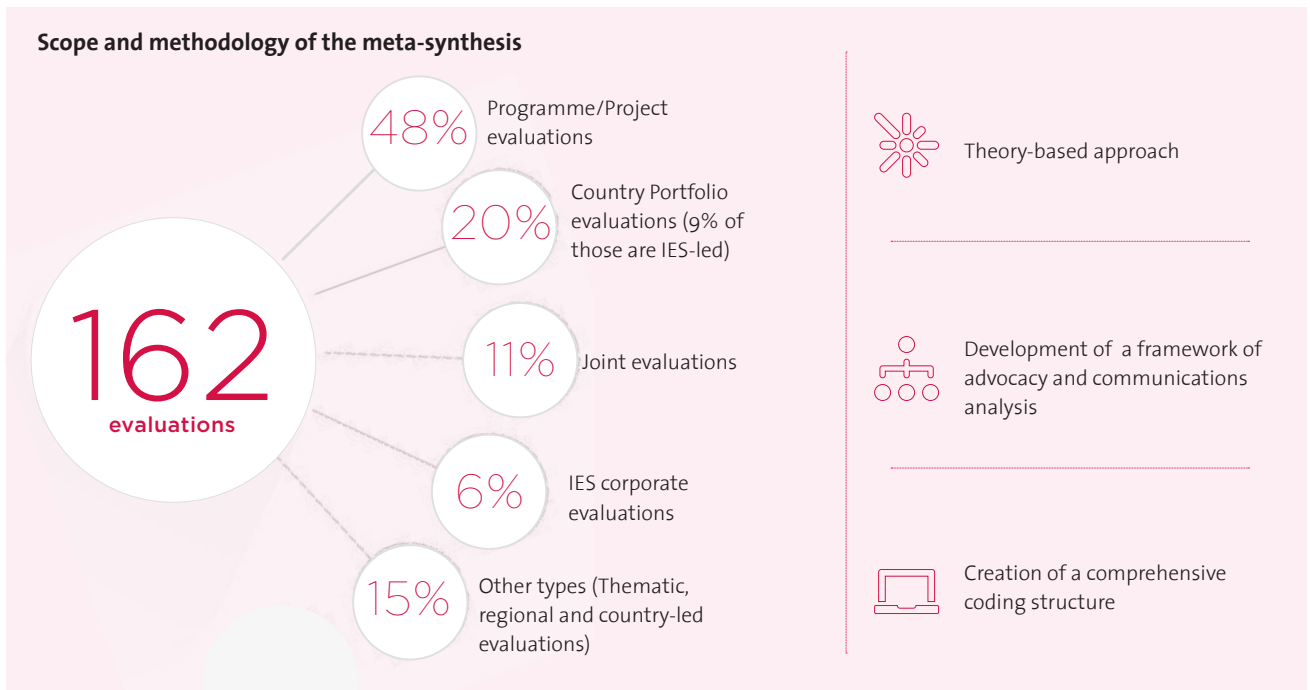 Scope and methodology of the meta-synthesis
162
evaluations
48%
Programme/Project
evaluations
20%
Country Portfolio
evaluations (9% of
those are IES-led)
11%
Joint evaluations
6%
IES corporate
evaluations
15%
Other types (Thematic,
regional and country-led
evaluations)
Theory-based approach
Development of a framework of
advocacy and communications
analysis
Creation of a comprehensive
coding structure